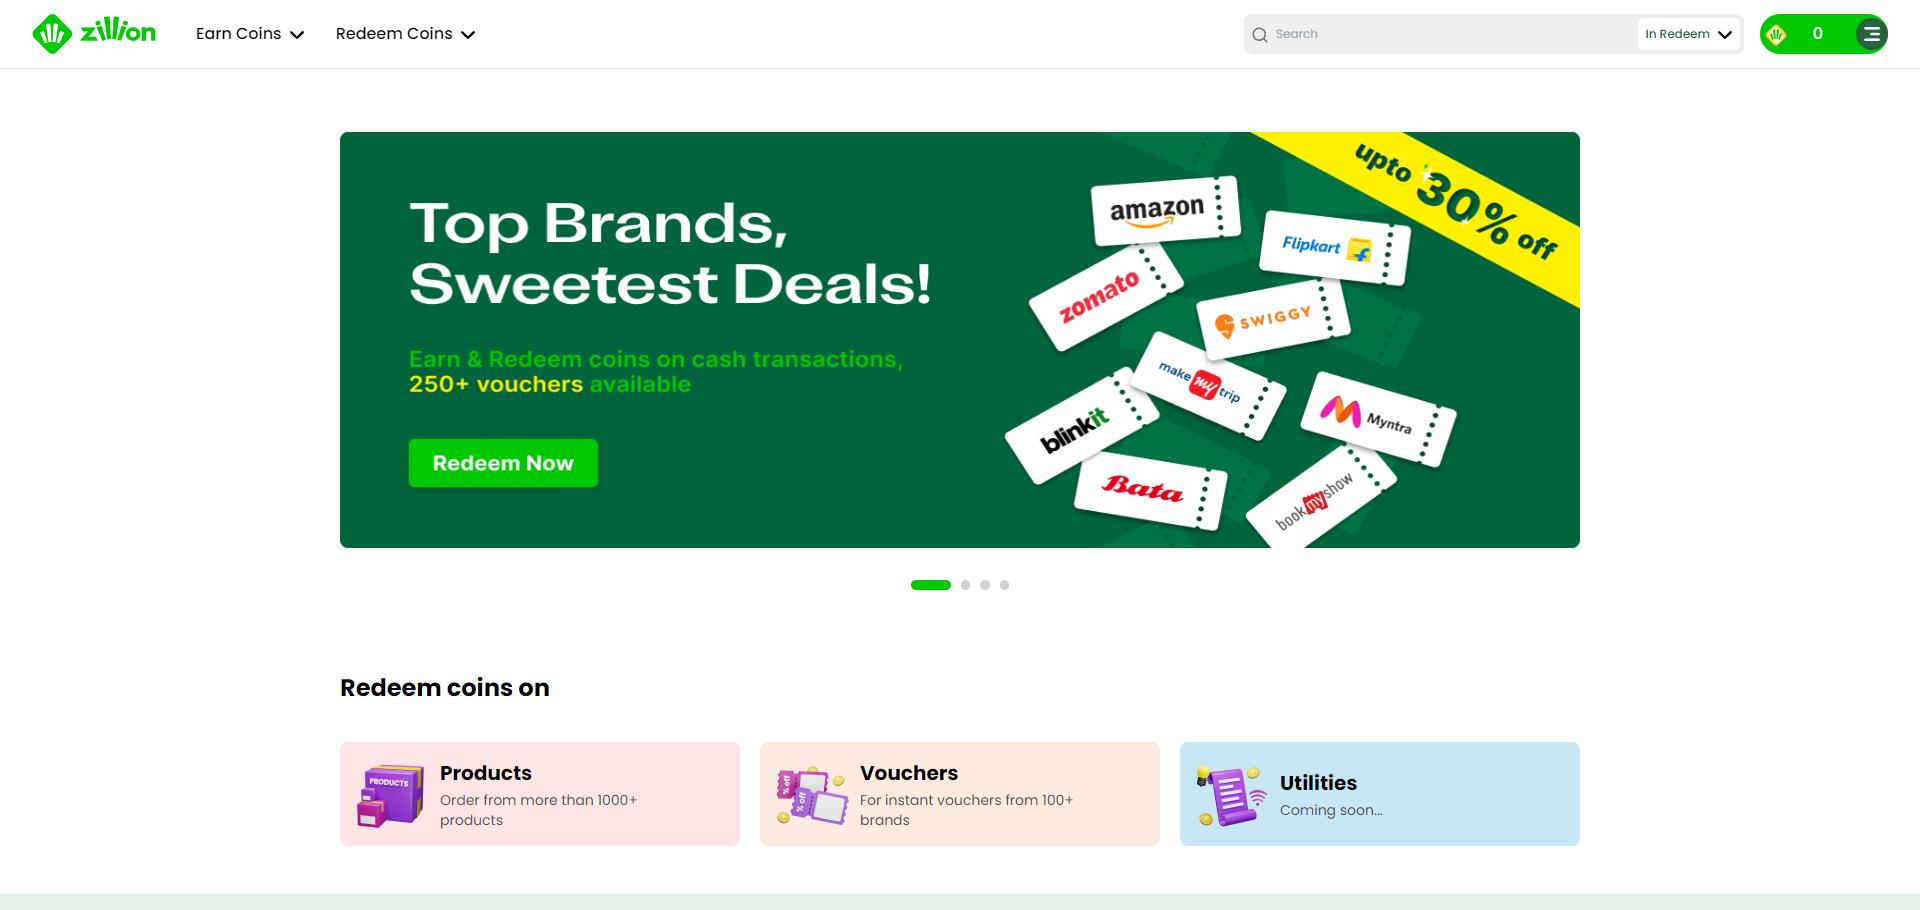 zillion
Earn Coins
Redeem Coins
Search
In Redeem
0
Top Brands,
Sweetest Deals!
Earn & Redeem coins on cash transactions,
250+ vouchers available
Redeem Now
upto 30% off
amazon
Flipkart
zomato
SWIGGY
make my trip
blinkit
Myntra
Bata
bookmyshow
Redeem coins on
PRODUCTS
Products
Order from more than 1000+
products
% off
% off
Vouchers
For instant vouchers from 100+
brands
Utilities
Coming soon...